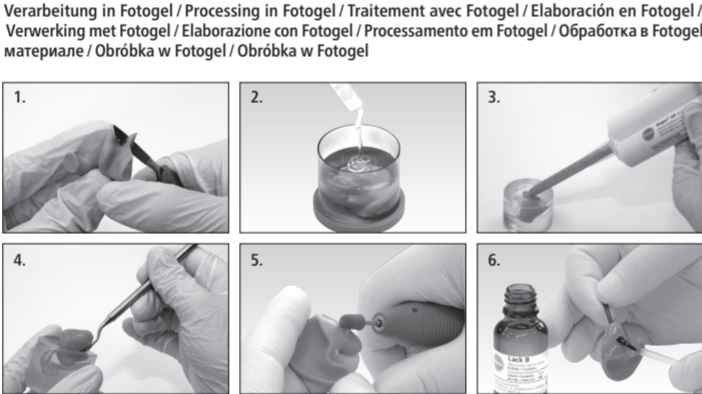 Verarbeitung in Fotogel / Processing in Fotogel / Traitement avec Fotogel / Elaboración en Fotogel /
Verwerking met Fotogel / Elaborazione con Fotogel / Processamento em Fotogel / Обработка в Fotogel
материале / Obróbka w Fotogel / Obróbka w Fotogel
1.
2.
3.
4.
5.
6.
Lack B